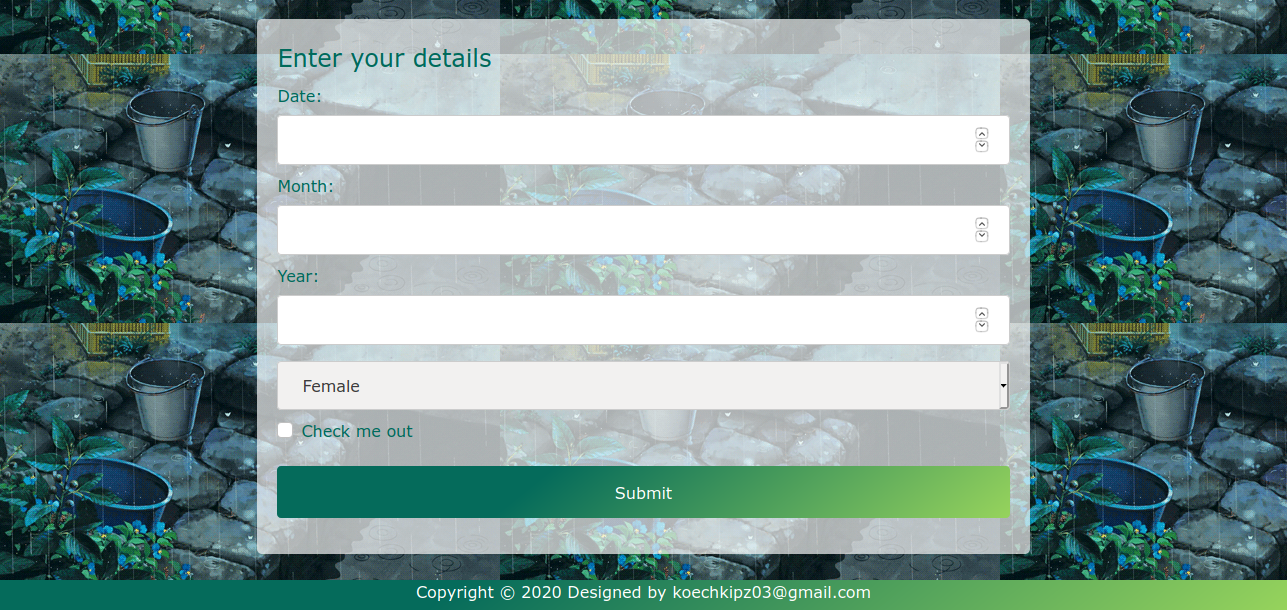 Enter your details
Date:
Month:
Year:
Female
Check me out
Submit
Copyright © 2020 Designed by koechkipz03@gmail.com